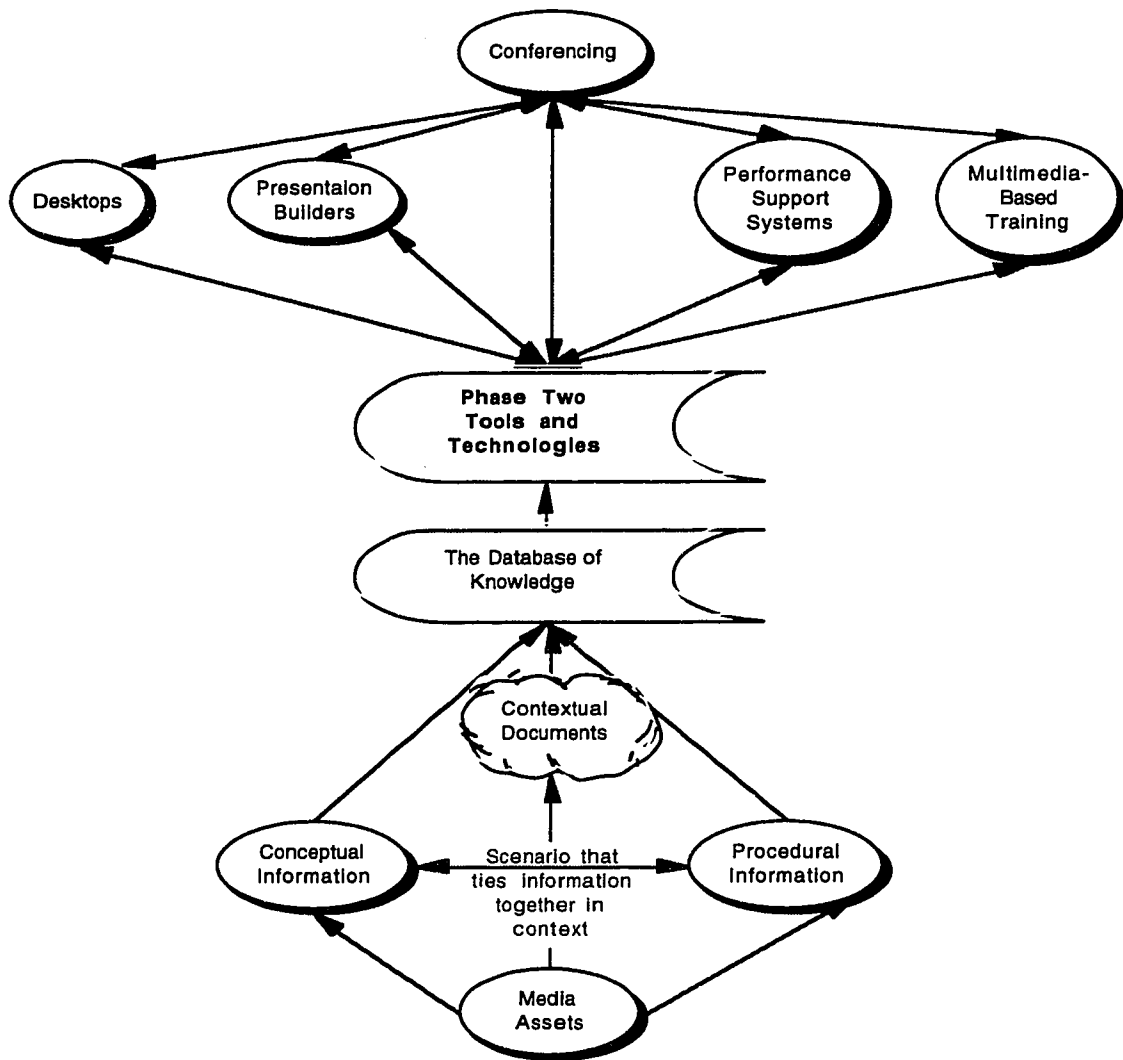 Conferencing
Desktops
Presentaion
Builders
Performance
Support
Systems
Multimedia-
Based
Training
Phase Two
Tools and
Technologies
The Database of
Knowledge
Contextual
Documents
Conceptual
Information
Scenario that
ties information
together in
context
Procedural
Information
Media
Assets